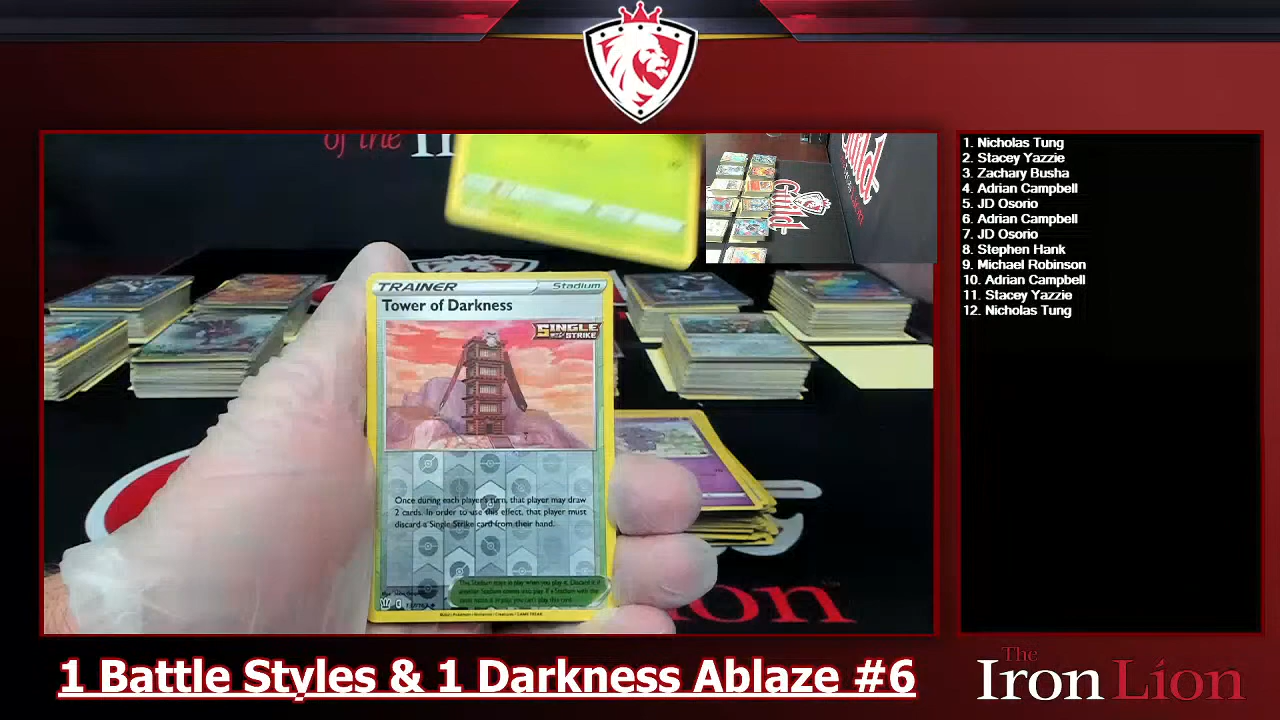 of the
TRAINER
Stadium
Tower of Darkness
SINGLE
STRIKE
Once during each player's turn, that player may draw
2 cards. In order to use this effect, that player must
discard a Single Strike card from their hand.
Guild
1. Nicholas Tung
2. Stacey Yazzie
3. Zachary Busha
4. Adrian Campbell
5. JD Osorio
6. Adrian Campbell
7. JD Osorio
8. Stephen Hank
9. Michael Robinson
10. Adrian Campbell
11. Stacey Yazzie
12. Nicholas Tung
1 Battle Styles & 1 Darkness Ablaze #6
The
Iron Lion